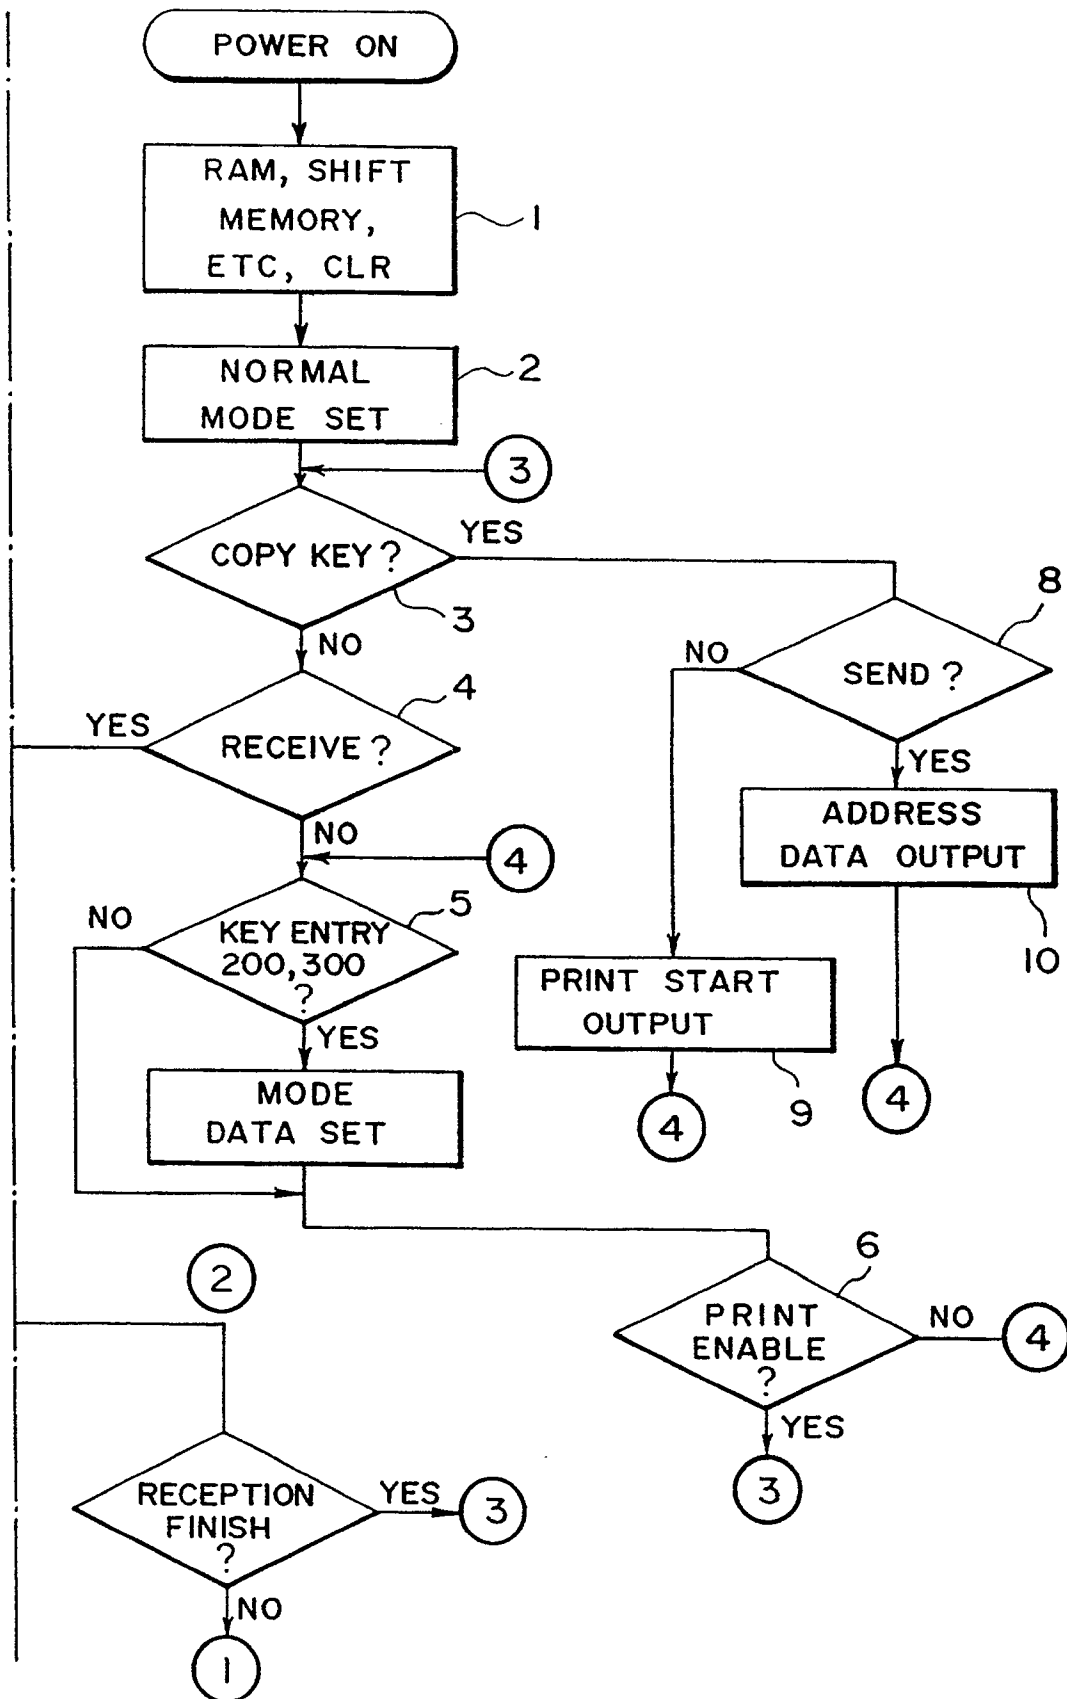 POWER ON
RAM, SHIFT
MEMORY,
ETC, CLR
1
NORMAL
MODE SET
2
3
COPY KEY?
YES
3
NO
8
SEND?
NO
YES
4
RECEIVE?
YES
NO
ADDRESS
DATA OUTPUT
10
4
5
KEY ENTRY
200,300
?
NO
YES
PRINT START
OUTPUT
9
4
4
MODE
DATA SET
2
6
PRINT
ENABLE
?
NO
4
YES
3
RECEPTION
FINISH
?
YES
3
NO
1